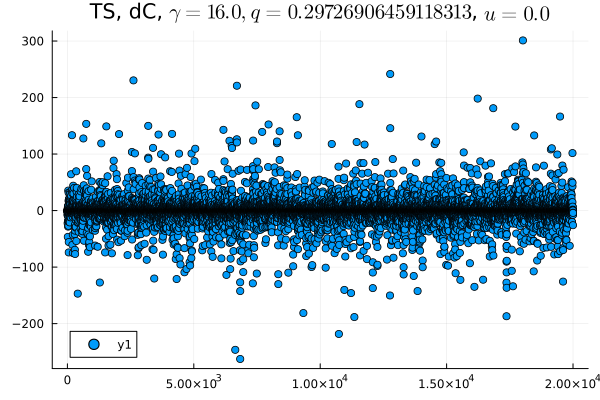 TS, dC, γ = 16.0, q = 0.29726906459118313, u = 0.0
300
200
100
0
−100
−200
y1
0 5.00×10³ 1.00×10⁴ 1.50×10⁴ 2.00×10⁴